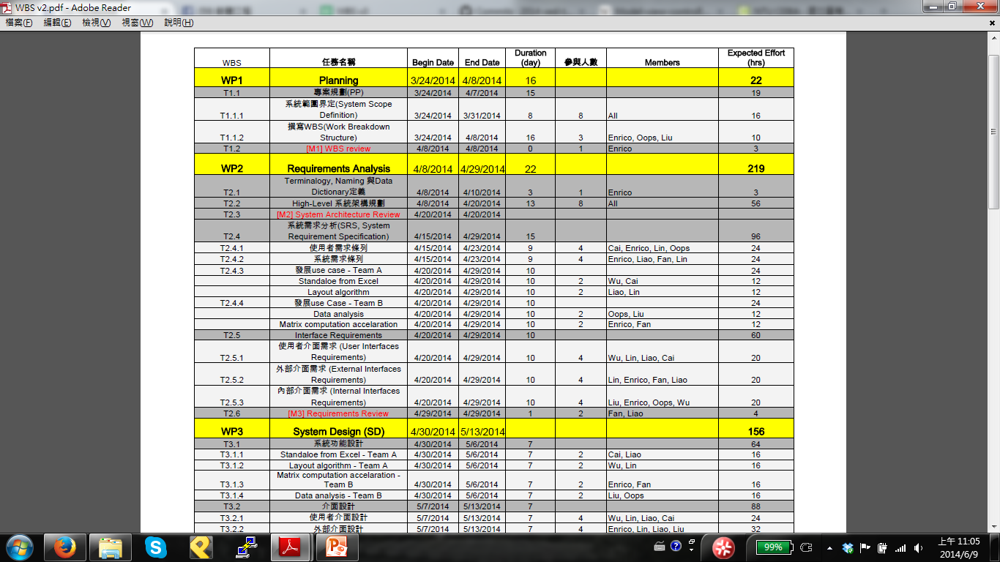 WBS v2.pdf - Adobe Reader
檔案(F) 編輯(E) 檢視(V) 視窗(W) 說明(H)
WBS 任務名稱 Begin Date End Date Duration (day) 參與人數 Members Expected Effort (hrs)
WP1 Planning 3/24/2014 4/8/2014 16 22
T1.1 專案規劃(PP) 3/24/2014 4/7/2014 15 19
系統範圍界定(System Scope
T1.1.1 Definition) 3/24/2014 3/31/2014 8 8 All 16
撰寫WBS(Work Breakdown
T1.1.2 Structure) 3/24/2014 4/8/2014 16 3 Enrico, Oops, Liu 10
T1.2 [M1] WBS review 4/8/2014 4/8/2014 0 1 Enrico 3
WP2 Requirements Analysis 4/8/2014 4/29/2014 22 219
Terminalogy, Naming 與Data
T2.1 Dictionary定義 4/8/2014 4/10/2014 3 1 Enrico 3
T2.2 High-Level 系統架構規劃 4/8/2014 4/20/2014 13 8 All 56
T2.3 [M2] System Architecture Review 4/20/2014 4/20/2014
系統需求分析(SRS, System
T2.4 Requirement Specification) 4/15/2014 4/29/2014 15 96
T2.4.1 使用者需求條列 4/15/2014 4/23/2014 9 4 Cai, Enrico, Lin, Oops 24
T2.4.2 系統需求條列 4/15/2014 4/23/2014 9 4 Enrico, Liao, Fan, Lin 24
T2.4.3 發展use case - Team A 4/20/2014 4/29/2014 10 24
Standaloe from Excel 4/20/2014 4/29/2014 10 2 Wu, Cai 12
Layout algorithm 4/20/2014 4/29/2014 10 2 Liao, Lin 12
T2.4.4 發展use Case - Team B 4/20/2014 4/29/2014 10 24
Data analysis 4/20/2014 4/29/2014 10 2 Oops, Liu 12
Matrix computation accelaration 4/20/2014 4/29/2014 10 2 Enrico, Fan 12
T2.5 Interface Requirements 4/20/2014 4/29/2014 10 60
使用者介面需求 (User Interfaces
T2.5.1 Requirements) 4/20/2014 4/29/2014 10 4 Wu, Lin, Liao, Cai 20
外部介面需求 (External Interfaces
T2.5.2 Requirements) 4/20/2014 4/29/2014 10 4 Lin, Enrico, Fan, Liao 20
內部介面需求 (Internal Interfaces
T2.5.3 Requirements) 4/20/2014 4/29/2014 10 4 Liu, Enrico, Oops, Wu 20
T2.6 [M3] Requirements Review 4/29/2014 4/29/2014 1 2 Fan, Liao 4
WP3 System Design (SD) 4/30/2014 5/13/2014 156
T3.1 系統功能設計 4/30/2014 5/6/2014 7 64
T3.1.1 Standaloe from Excel - Team A 4/30/2014 5/6/2014 7 2 Cai, Liao 16
T3.1.2 Layout algorithm - Team A 4/30/2014 5/6/2014 7 2 Wu, Lin 16
Matrix computation accelaration -
T3.1.3 Team B 4/30/2014 5/6/2014 7 2 Enrico, Fan 16
T3.1.4 Data analysis - Team B 4/30/2014 5/6/2014 7 2 Liu, Oops 16
T3.2 介面設計 5/7/2014 5/13/2014 7 88
T3.2.1 使用者介面設計 5/7/2014 5/13/2014 7 4 Wu, Lin, Liao, Cai 24
T3.2.2 外部介面設計 5/7/2014 5/13/2014 7 4 Enrico, Lin, Liao, Liu 32
99%
上午 11:05
2014/6/9